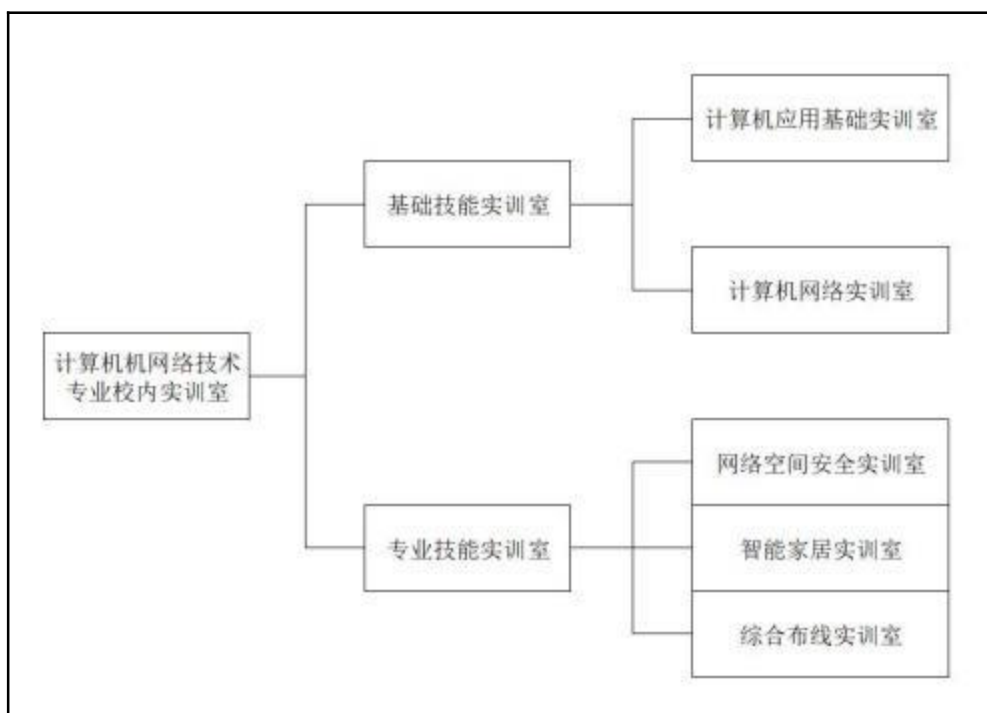 计算机应用基础实训室
基础技能实训室
计算机网络实训室
计算机机网络技术
专业校内实训室
网络空间安全实训室
专业技能实训室
智能家居实训室
综合布线实训室